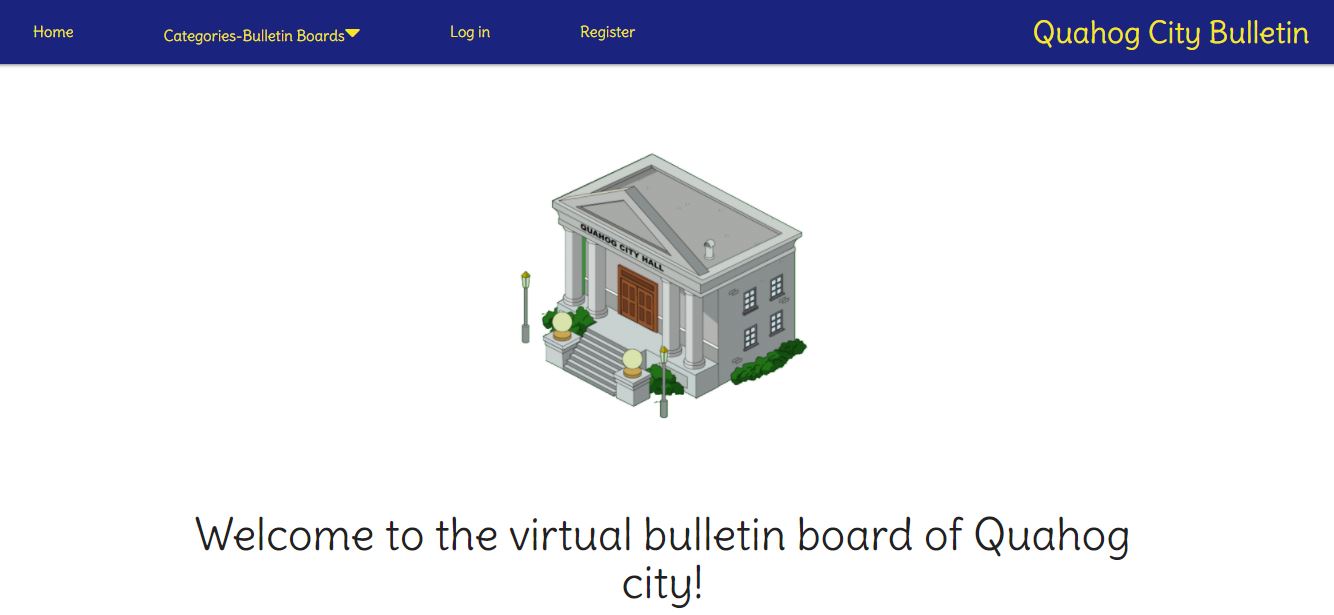 Home
Categories-Bulletin Boards
Log in
Register
Quahog City Bulletin
QUAHOG CITY HALL
Welcome to the virtual bulletin board of Quahog
city!